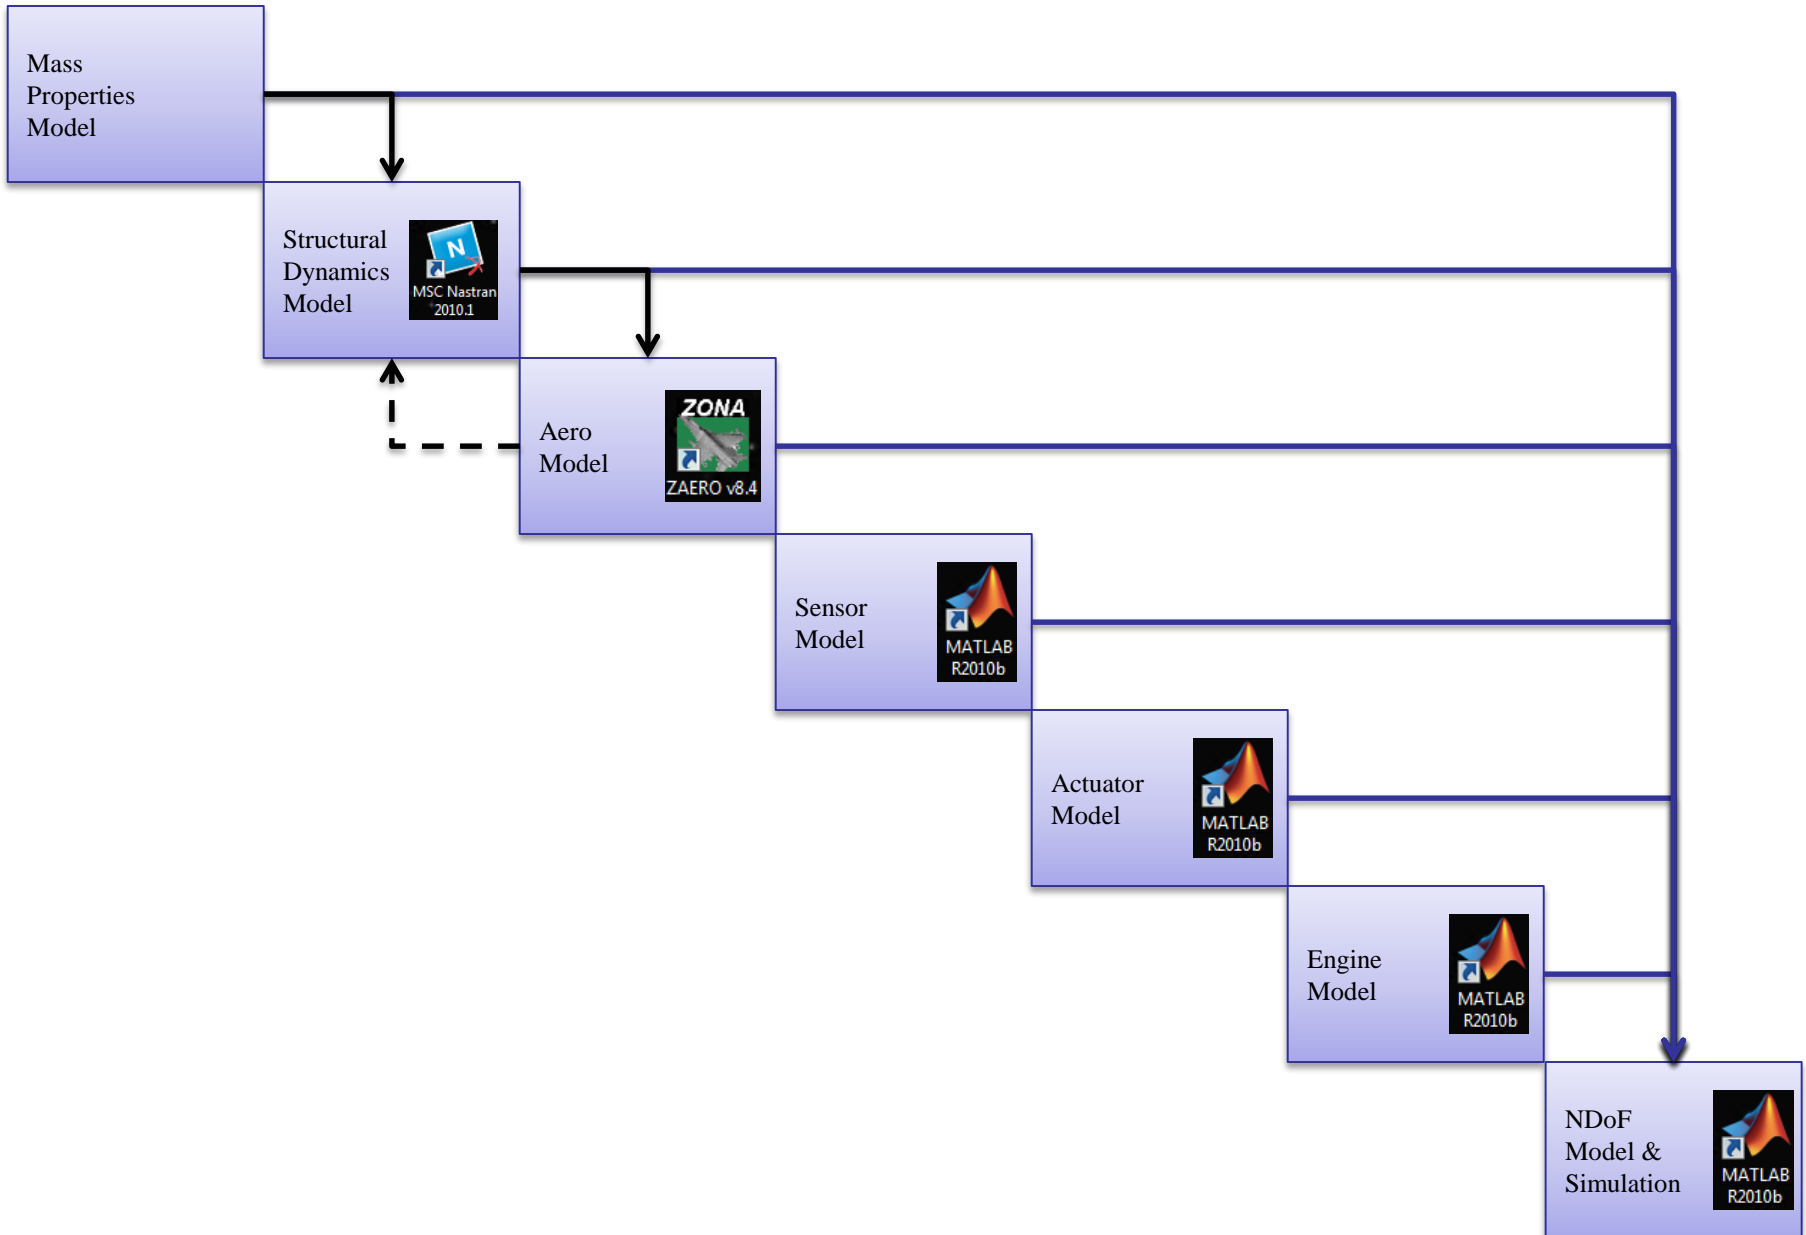 Mass
Properties
Model
Structural
Dynamics
Model
N
MSC Nastran
2010.1
Aero
Model
ZONA
ZAERO v8.4
Sensor
Model
MATLAB
R2010b
Actuator
Model
MATLAB
R2010b
Engine
Model
MATLAB
R2010b
NDoF
Model &
Simulation
MATLAB
R2010b